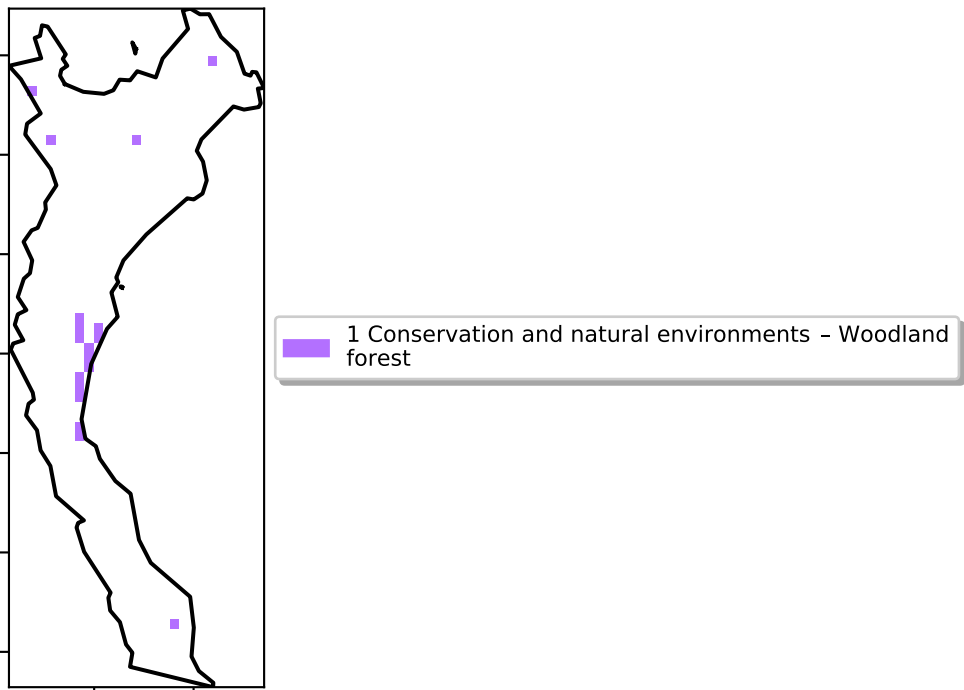 1 Conservation and natural environments – Woodland
forest